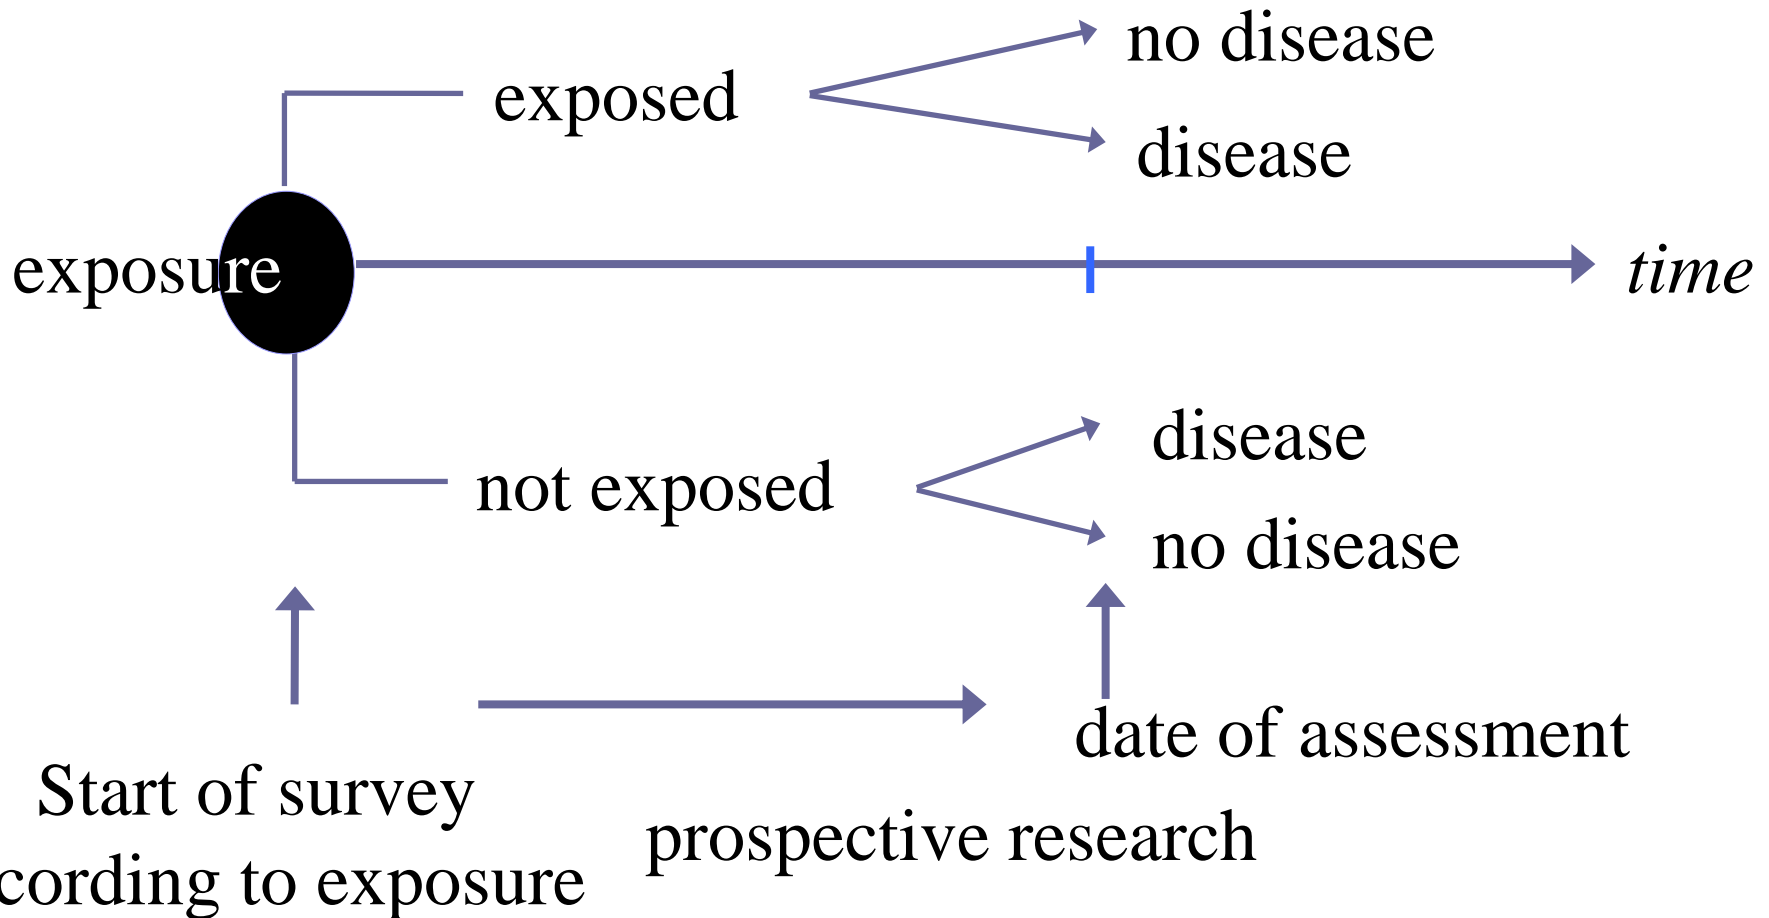 no disease
exposed
disease
exposure
time
disease
not exposed
no disease
date of assessment
Start of survey
cording to exposure
prospective research